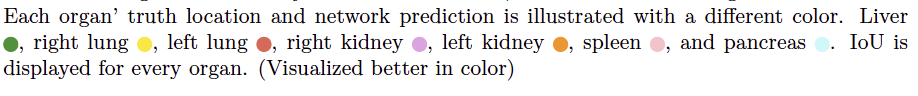 Each organ' truth location and network prediction is illustrated with a different color. Liver
, right lung , left lung , right kidney , left kidney , spleen , and pancreas . IoU is
displayed for every organ. (Visualized better in color)